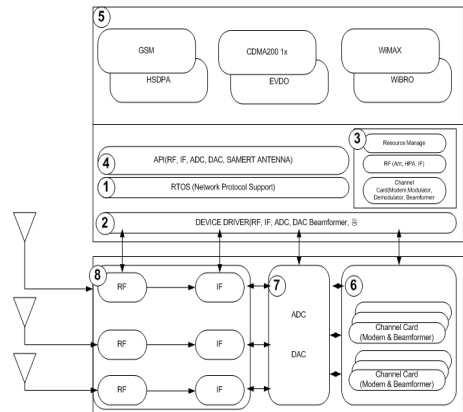 5
GSM
HSDPA
CDMA200 1x
EVDO
WiMAX
WiBRO
3
Resource Manage
RF (Ant, HPA, IF)
Channel
Card(Modem,Modulator,
Demodulator, Beamformer
4
API(RF, IF, ADC, DAC, SAMERT ANTENNA)
1
RTOS (Network Protocol Support)
2
DEVICE DRIVER(RF, IF, ADC, DAC Beamformer, 등
8
RF
IF
7
ADC
DAC
6
Channel Card
(Modem & Beamformer)
RF
IF
Channel Card
(Modem & Beamformer)
RF
IF